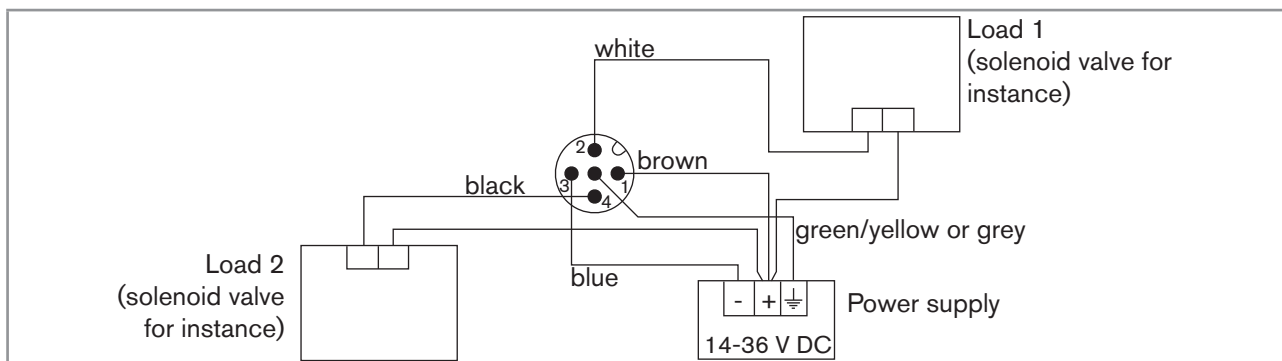 white
Load 1
(solenoid valve for
instance)
2
brown
3
1
black
4
green/yellow or grey
Load 2
(solenoid valve
for instance)
blue
- +
Power supply
14-36 V DC